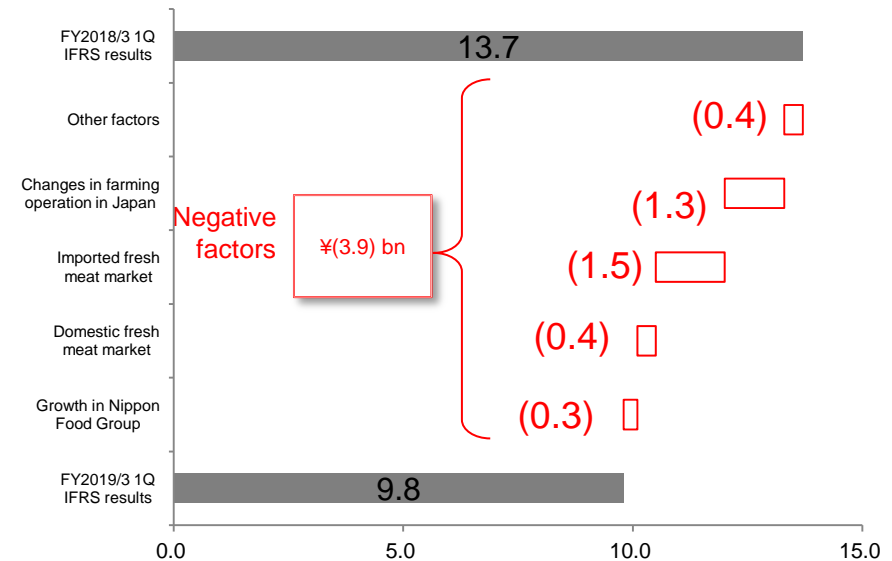 FY2018/3 1Q
IFRS results
13.7
Other factors
(0.4)
Changes in farming
operation in Japan
(1.3)
Negative
factors
¥(3.9) bn
Imported fresh
meat market
(1.5)
Domestic fresh
meat market
(0.4)
Growth in Nippon
Food Group
(0.3)
FY2019/3 1Q
IFRS results
9.8
0.0 5.0 10.0 15.0